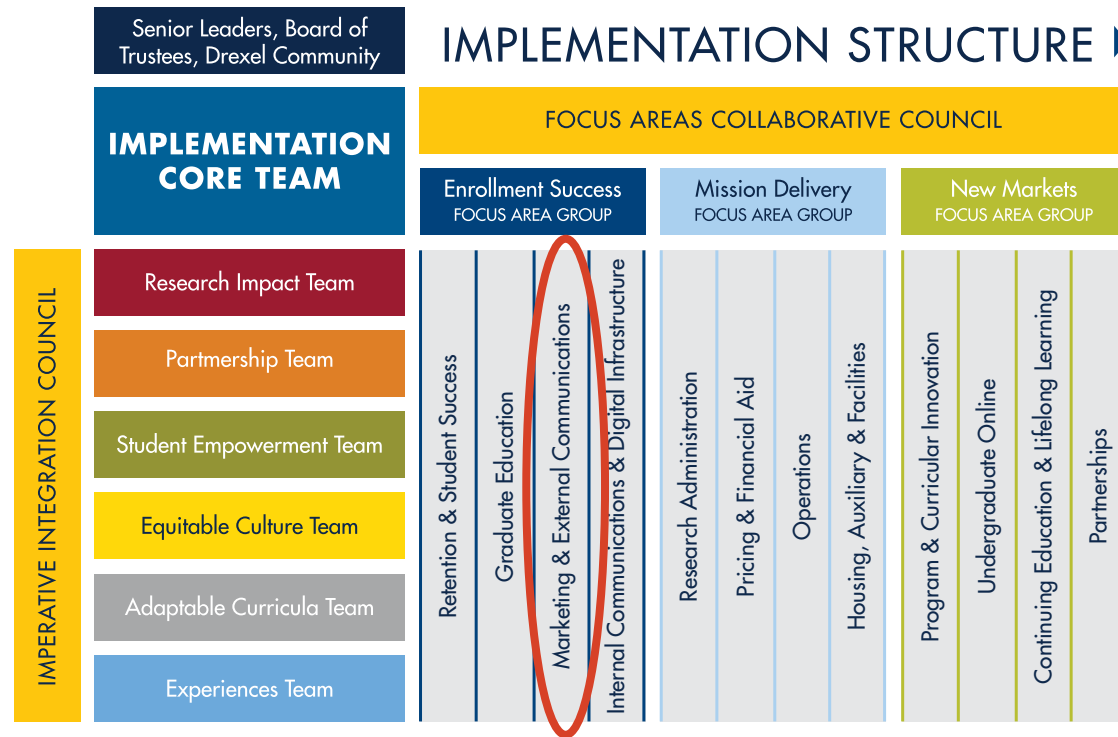 Senior Leaders, Board of
Trustees, Drexel Community
IMPLEMENTATION STRUCTURE
IMPLEMENTATION
CORE TEAM
FOCUS AREAS COLLABORATIVE COUNCIL
Enrollment Success
FOCUS AREA GROUP
Mission Delivery
FOCUS AREA GROUP
New Markets
FOCUS AREA GROUP
IMPERATIVE INTEGRATION COUNCIL
Research Impact Team
Partmership Team
Student Empowerment Team
Equitable Culture Team
Adaptable Curricula Team
Experiences Team
Retention & Student Success
Graduate Education
Marketing & External Communications
Internal Communications & Digital Infrastructure
Research Administration
Pricing & Financial Aid
Operations
Housing, Auxiliary & Facilities
Program & Curricular Innovation
Undergraduate Online
Continuing Education & Lifelong Learning
Partnerships